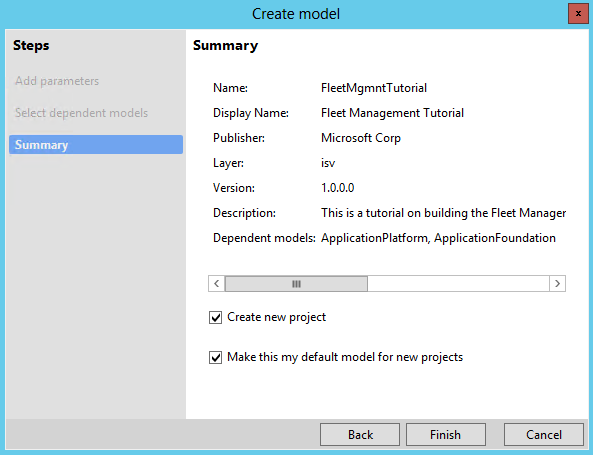 Create model
x
Steps
Add parameters
Select dependent models
Summary
Summary
Name: FleetMgmntTutorial
Display Name: Fleet Management Tutorial
Publisher: Microsoft Corp
Layer: isv
Version: 1.0.0.0
Description: This is a tutorial on building the Fleet Manager
Dependent models: ApplicationPlatform, ApplicationFoundation
Create new project
Make this my default model for new projects
Back Finish Cancel